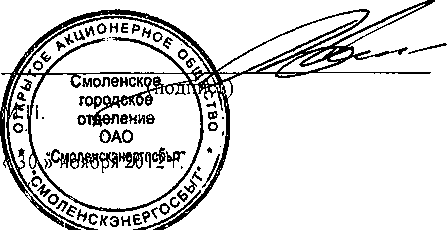 ОТКРЫТОЕ АКЦИОНЕРНОЕ ОБЩЕСТВО
Смоленское
(подпись)
городское
отделение
ОАО
"Смоленскэнергосбыт"
« 30 » ноября 2012 г.
"СМОЛЕНСКЭНЕРГОСБЫТ"